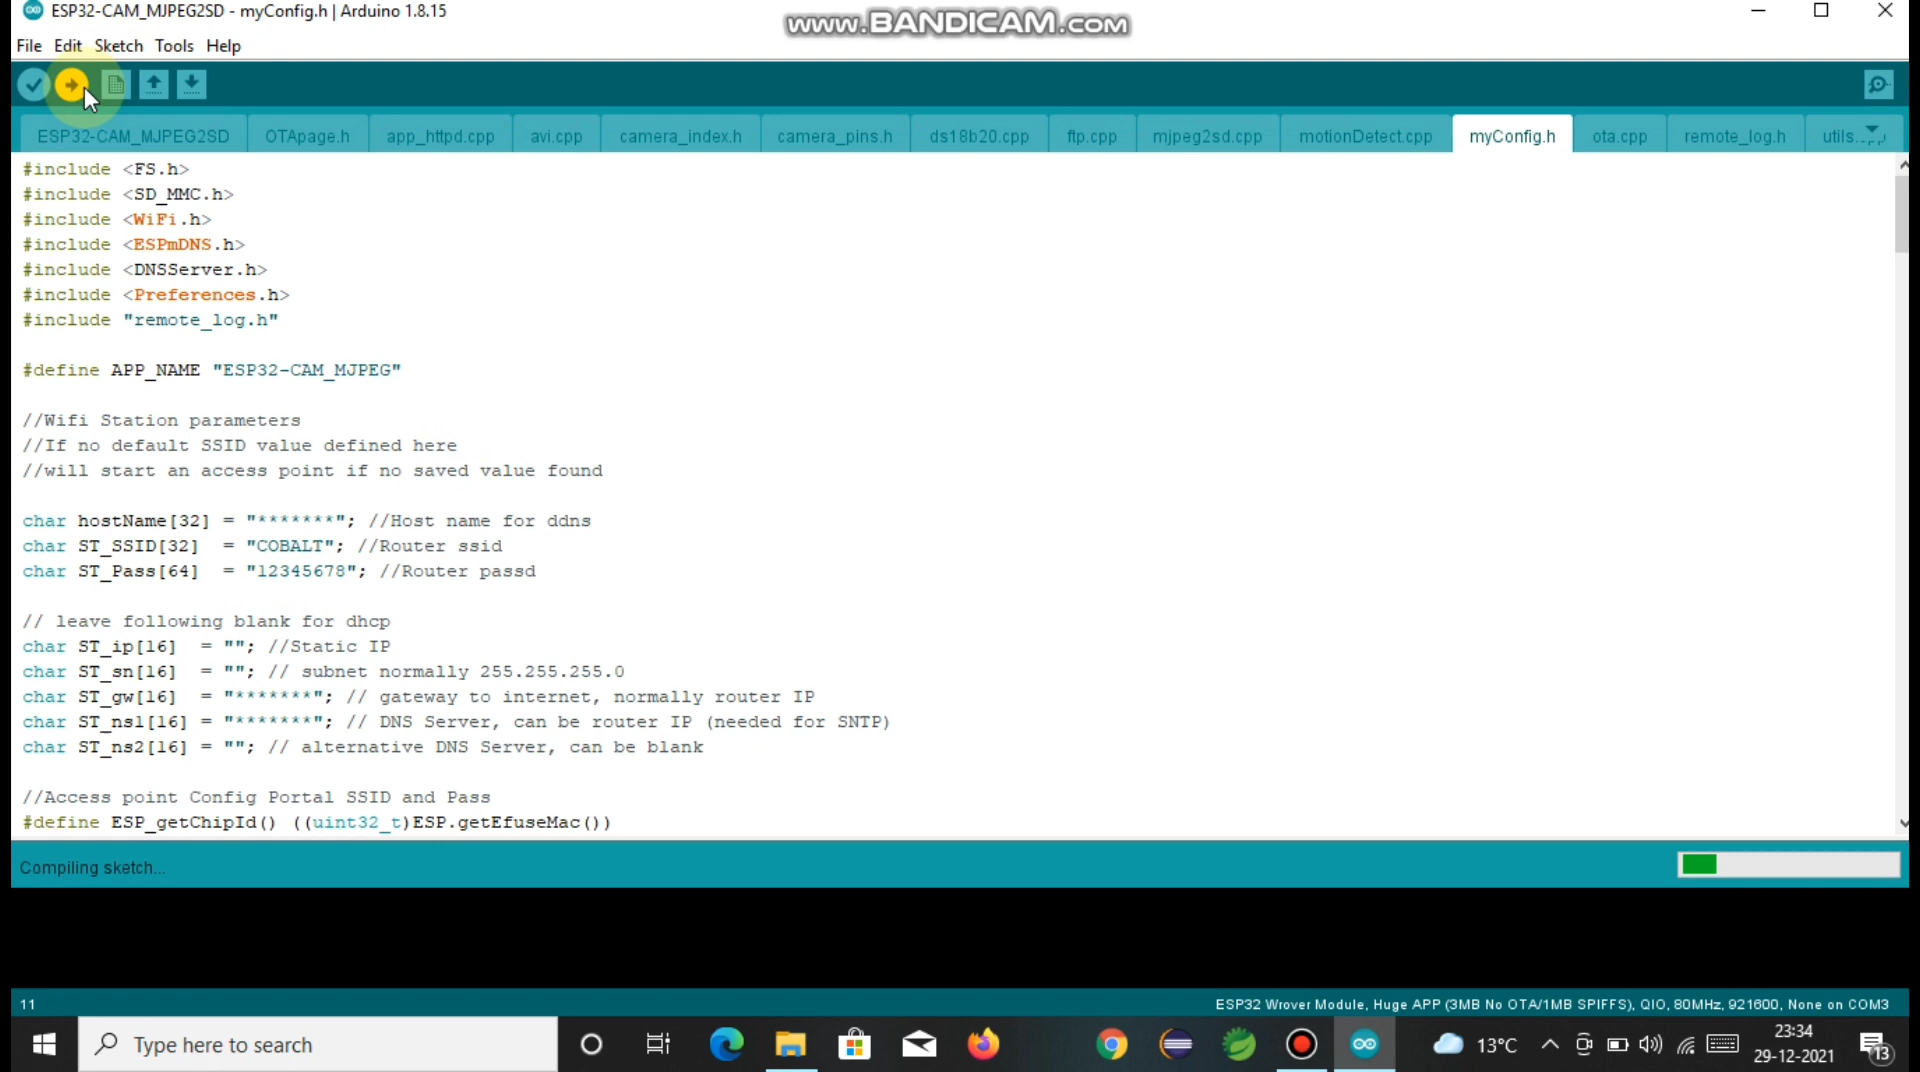 ESP32-CAM_MJPEG2SD - myConfig.h | Arduino 1.8.15
www.BANDICAM.com
File Edit Sketch Tools Help
ESP32-CAM_MJPEG2SD OTApage.h app_httpd.cpp avi.cpp camera_index.h camera_pins.h ds18b20.cpp ftp.cpp mjpeg2sd.cpp motionDetect.cpp myConfig.h ota.cpp remote_log.h
#include <FS.h>
#include <SD_MMC.h>
#include <WiFi.h>
#include <ESPmDNS.h>
#include <DNSServer.h>
#include <Preferences.h>
#include "remote_log.h"
#define APP_NAME "ESP32-CAM_MJPEG"
//Wifi Station parameters
//If no default SSID value defined here
//will start an access point if no saved value found
char hostName[32] = "*******"; //Host name for ddns
char ST_SSID[32]  = "COBALT"; //Router ssid
char ST_Pass[64]  = "12345678"; //Router passd
// leave following blank for dhcp
char ST_ip[16]  = ""; //Static IP
char ST_sn[16]  = ""; // subnet normally 255.255.255.0
char ST_gw[16]  = "*******"; // gateway to internet, normally router IP
char ST_ns1[16] = "*******"; // DNS Server, can be router IP (needed for SNTP)
char ST_ns2[16] = ""; // alternative DNS Server, can be blank
//Access point Config Portal SSID and Pass
#define ESP_getChipId() ((uint32_t)ESP.getEfuseMac())
Compiling sketch...
11
ESP32 Wrover Module, Huge APP (3MB No OTA/1MB SPIFFS), QIO, 80MHz, 921600, None on COM3
Type here to search
13°C
23:34
29-12-2021
13